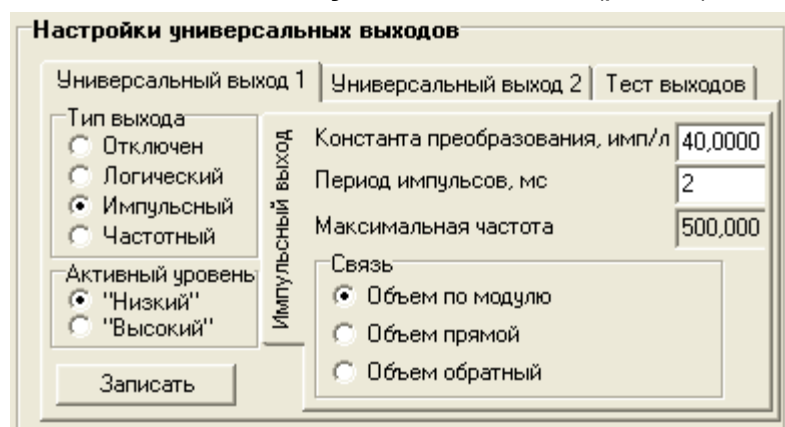 Настройки универсальных выходов
Универсальный выход 1
Универсальный выход 2
Тест выходов
Тип выхода
Отключен
Логический
Импульсный
Частотный
Активный уровень
"Низкий"
"Высокий"
Записать
Импульсный выход
Константа преобразования, имп/л 40,0000
Период импульсов, мс 2
Максимальная частота 500,000
Связь
Объем по модулю
Объем прямой
Объем обратный